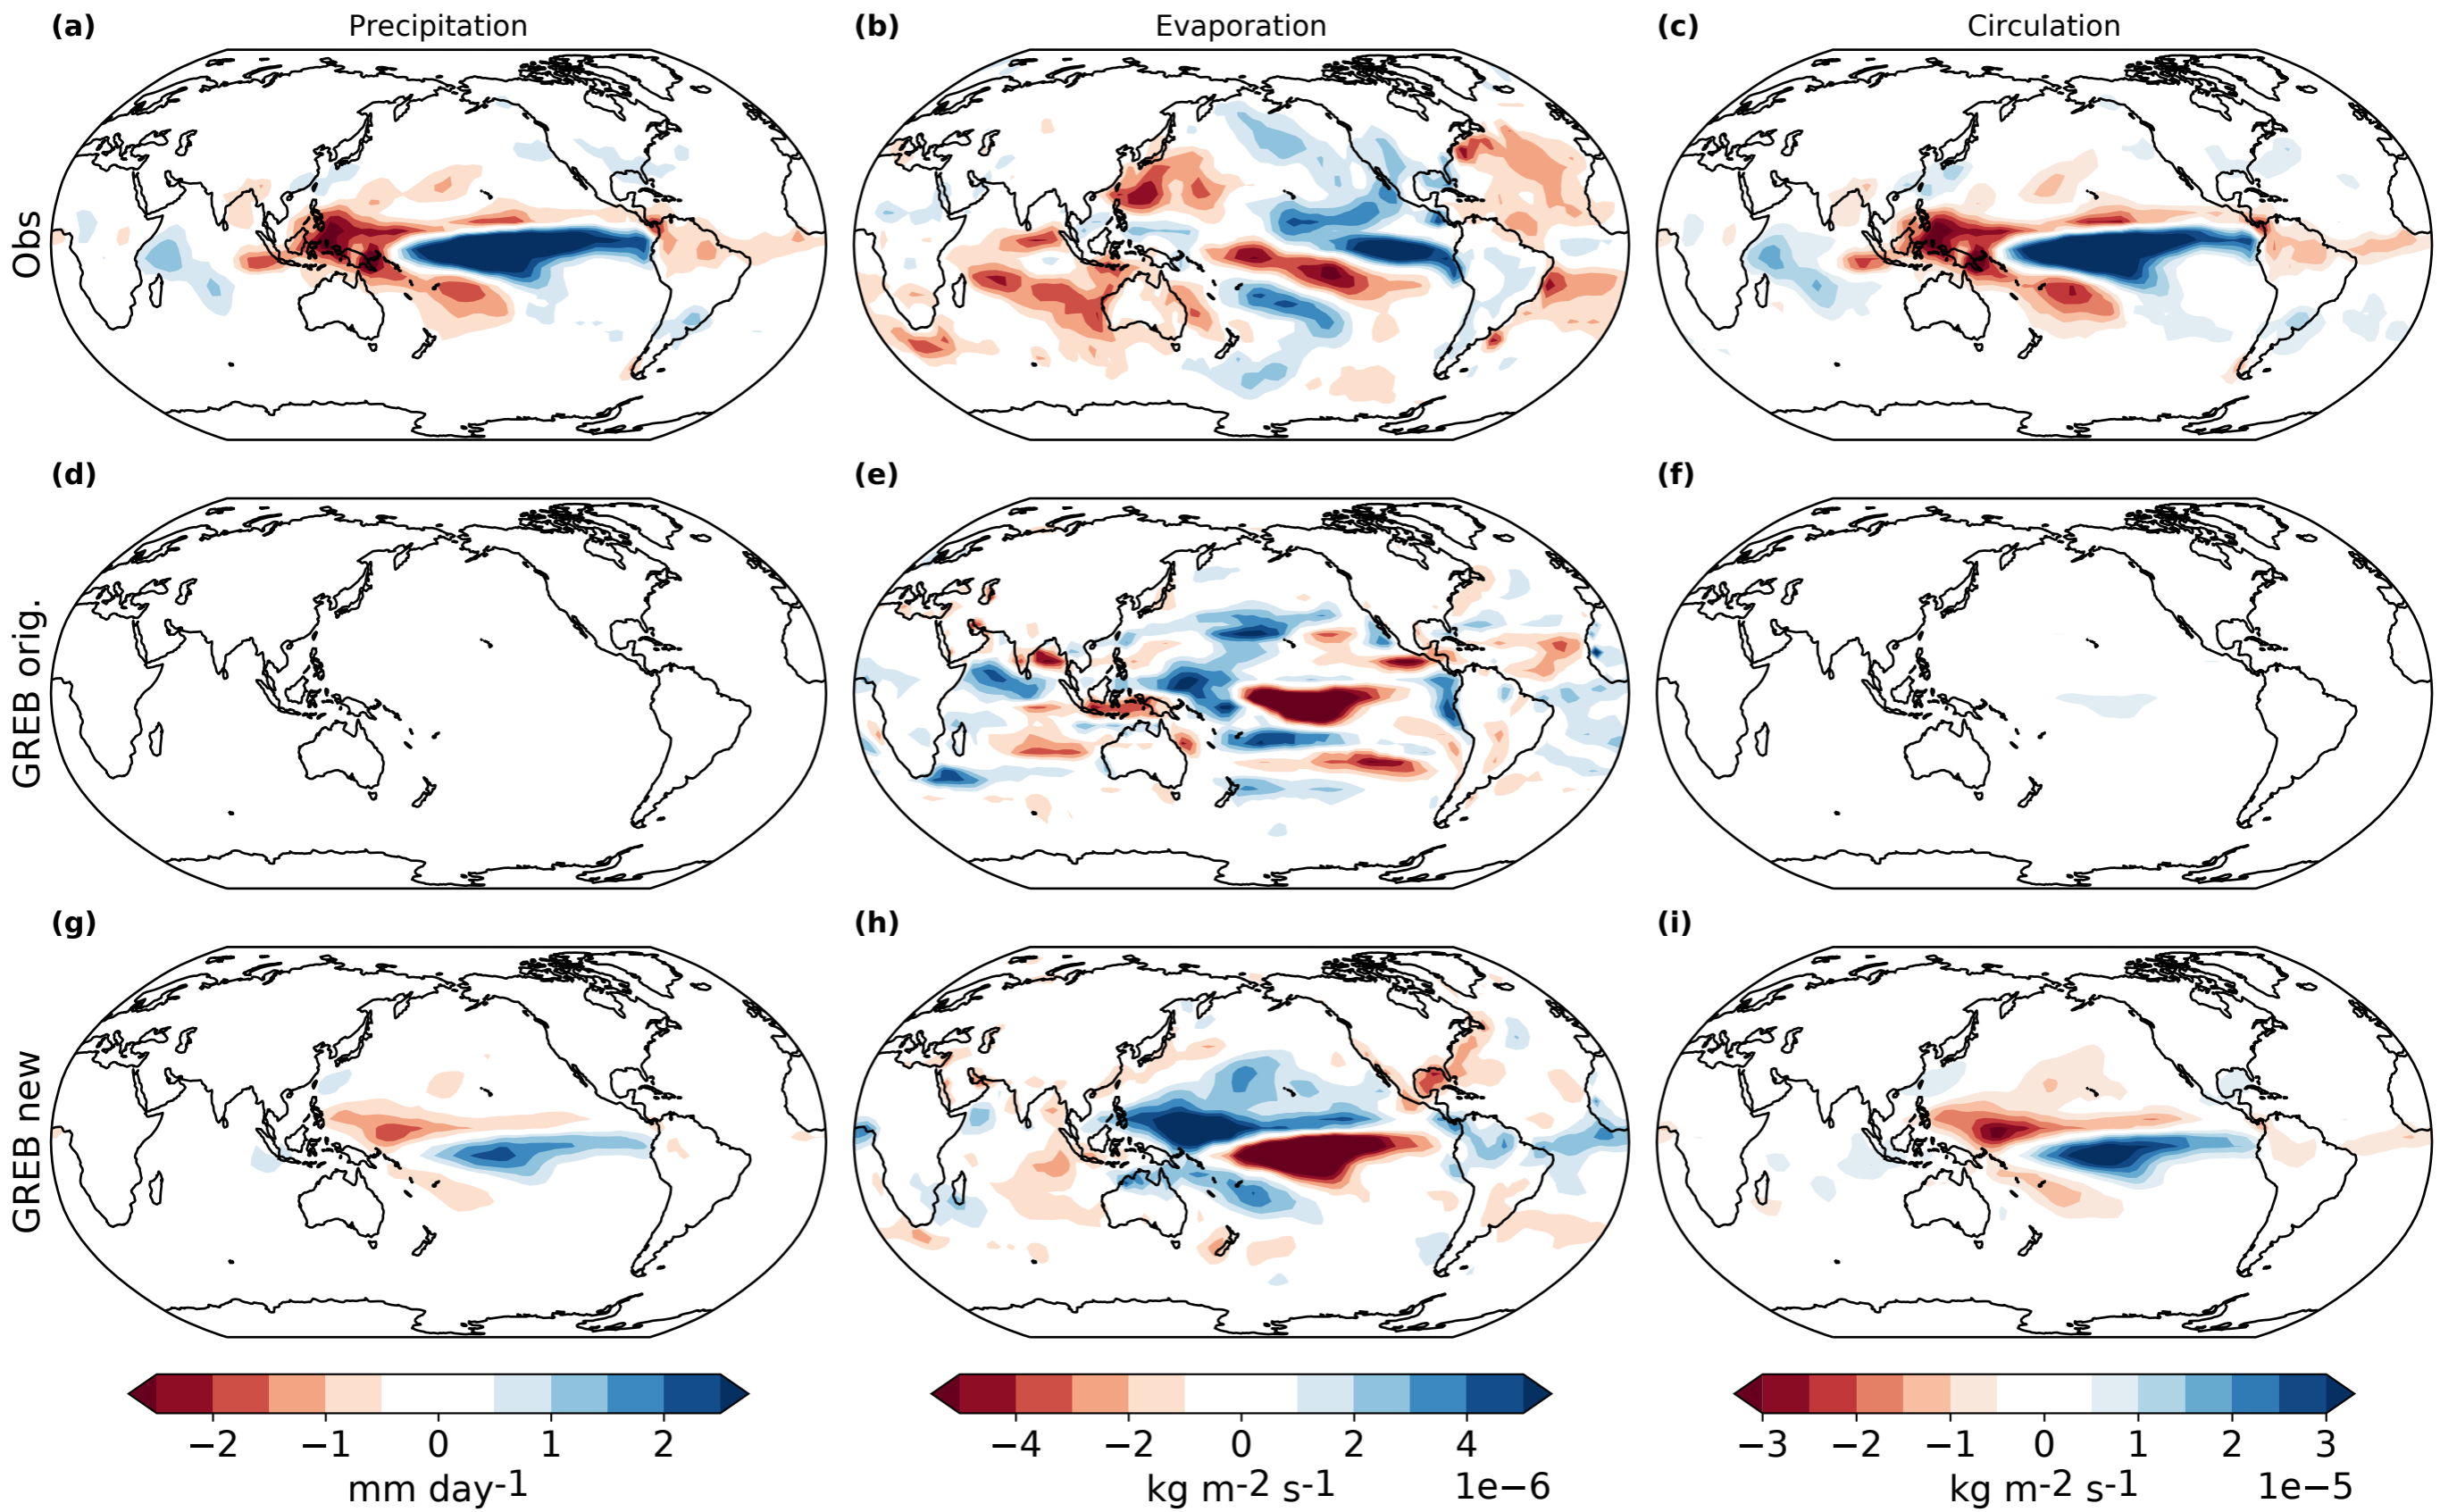 (a) Precipitation
(b) Evaporation
(c) Circulation
Obs
(d)
(e)
(f)
GREB orig.
(g)
(h)
(i)
GREB new
−2 −1 0 1 2
mm day-1
−4 −2 0 2 4
kg m-2 s-1 1e−6
−3 −2 −1 0 1 2 3
kg m-2 s-1 1e−5